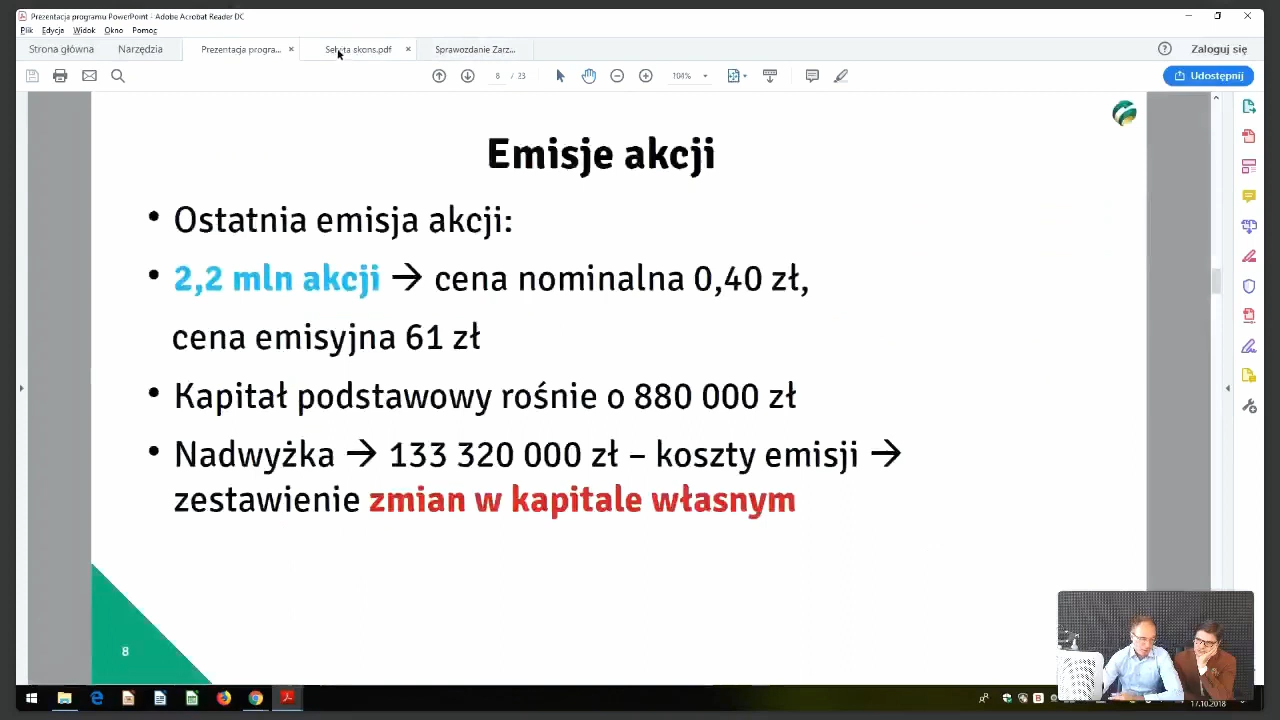 Prezentacja programu PowerPoint - Adobe Acrobat Reader DC
Plik Edycja Widok Okno Pomoc
Strona główna Narzędzia Prezentacja progra... × skons.pdf × Sprawozdanie Zarz... Zaloguj się
8 / 23 104% Udostępnij
Emisje akcji
• Ostatnia emisja akcji:
• 2,2 mln akcji → cena nominalna 0,40 zł,
cena emisyjna 61 zł
• Kapitał podstawowy rośnie o 880 000 zł
• Nadwyżka → 133 320 000 zł – koszty emisji →
zestawienie zmian w kapitale własnym
8
17.10.2018